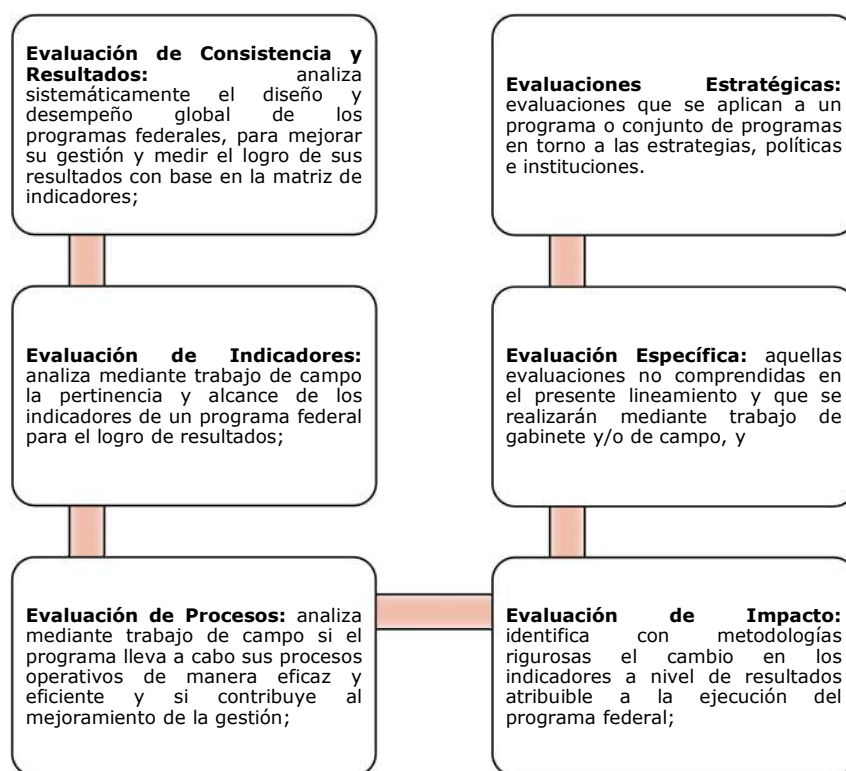 Evaluación de Consistencia y
Resultados: analiza
sistemáticamente el diseño y
desempeño global de los
programas federales, para mejorar
su gestión y medir el logro de sus
resultados con base en la matriz de
indicadores;
Evaluación de Indicadores:
analiza mediante trabajo de campo
la pertinencia y alcance de los
indicadores de un programa federal
para el logro de resultados;
Evaluación de Procesos: analiza
mediante trabajo de campo si el
programa lleva a cabo sus procesos
operativos de manera eficaz y
eficiente y si contribuye al
mejoramiento de la gestión;
Evaluación de Impacto:
identifica con metodologías
rigurosas el cambio en los
indicadores a nivel de resultados
atribuible a la ejecución del
programa federal;
Evaluación Específica: aquellas
evaluaciones no comprendidas en
el presente lineamiento y que se
realizarán mediante trabajo de
gabinete y/o de campo, y
Evaluaciones Estratégicas:
evaluaciones que se aplican a un
programa o conjunto de programas
en torno a las estrategias, políticas
e instituciones.